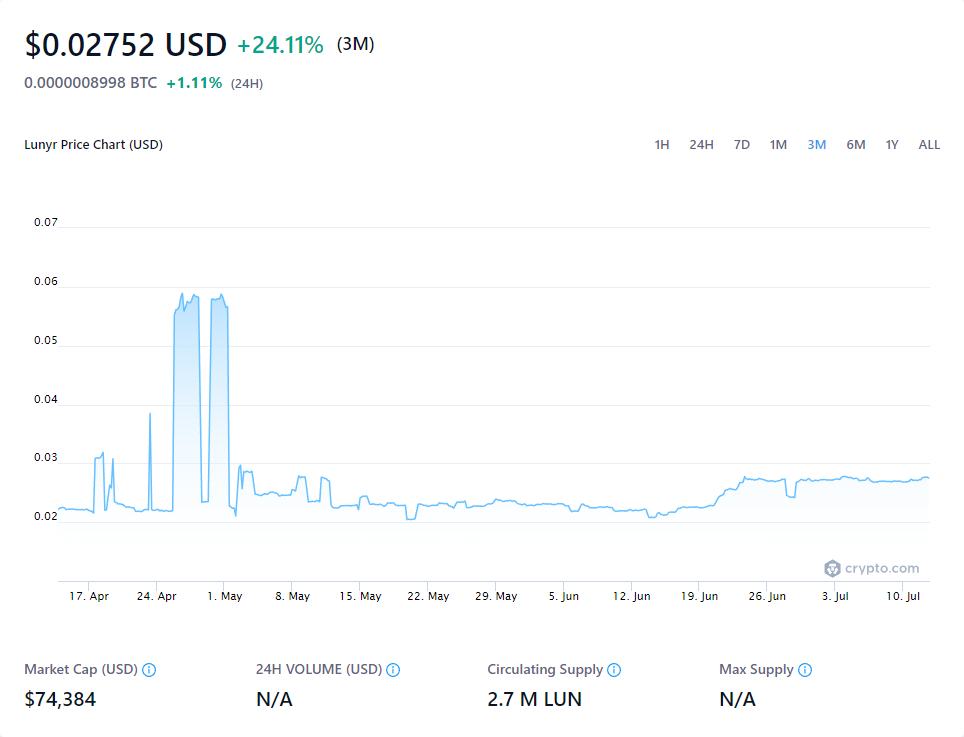 $0.02752 USD +24.11% (3M)
0.0000008998 BTC +1.11% (24H)
Lunyr Price Chart (USD) 1H 24H 7D 1M 3M 6M 1Y ALL
0.07
0.06
0.05
0.04
0.03
0.02
crypto.com
17. Apr 24. Apr 1. May 8. May 15. May 22. May 29. May 5. Jun 12. Jun 19. Jun 26. Jun 3. Jul 10. Jul
Market Cap (USD) 24H VOLUME (USD) Circulating Supply Max Supply
$74,384 N/A 2.7 M LUN N/A